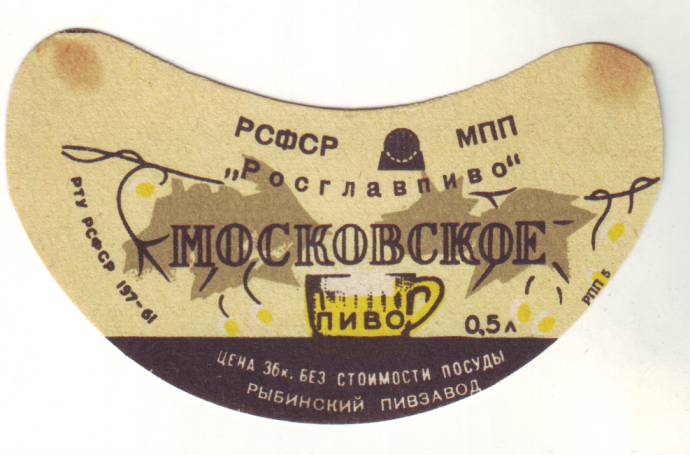 РСФСР МПП
„Росглавпиво“
РТУ РСФСР 197-61
МОСКОВСКОЕ
ПИВО
0,5л
РПП 5
ЦЕНА 36к. БЕЗ СТОИМОСТИ ПОСУДЫ
РЫБИНСКИЙ ПИВЗАВОД